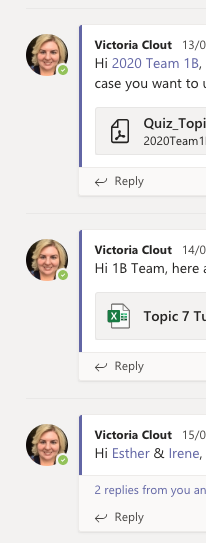 Victoria Clout 13/0
Hi 2020 Team 1B,
case you want to u
Quiz_Topi
2020Team1
Reply
Victoria Clout 14/0
Hi 1B Team, here a
Topic 7 Tu
Reply
Victoria Clout 15/0
Hi Esther & Irene,
2 replies from you an
Reply